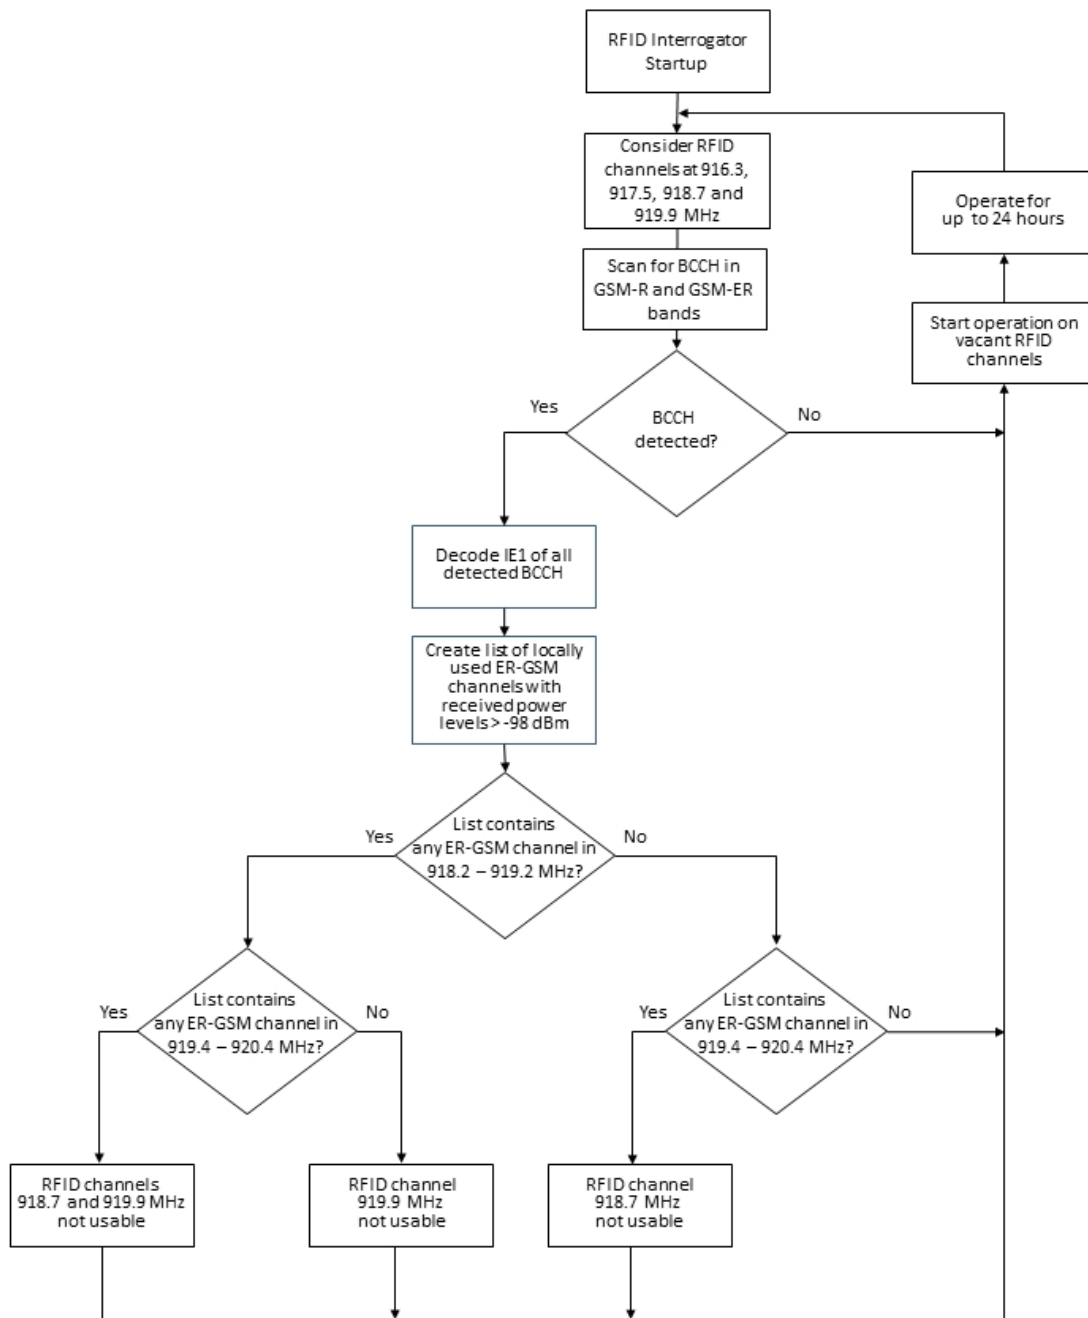 RFID Interrogator
Startup
Consider RFID
channels at 916.3,
917.5, 918.7 and
919.9 MHz
Operate for
up to 24 hours
Scan for BCCH in
GSM-R and GSM-ER
bands
Start operation on
vacant RFID
channels
Yes
No
BCCH
detected?
Decode IE1 of all
detected BCCH
Create list of locally
used ER-GSM
channels with
received power
levels > -98 dBm
Yes
No
List contains
any ER-GSM channel in
918.2 – 919.2 MHz?
Yes
No
List contains
any ER-GSM channel in
919.4 – 920.4 MHz?
Yes
No
List contains
any ER-GSM channel in
919.4 – 920.4 MHz?
RFID channels
918.7 and 919.9 MHz
not usable
RFID channel
919.9 MHz
not usable
RFID channel
918.7 MHz
not usable